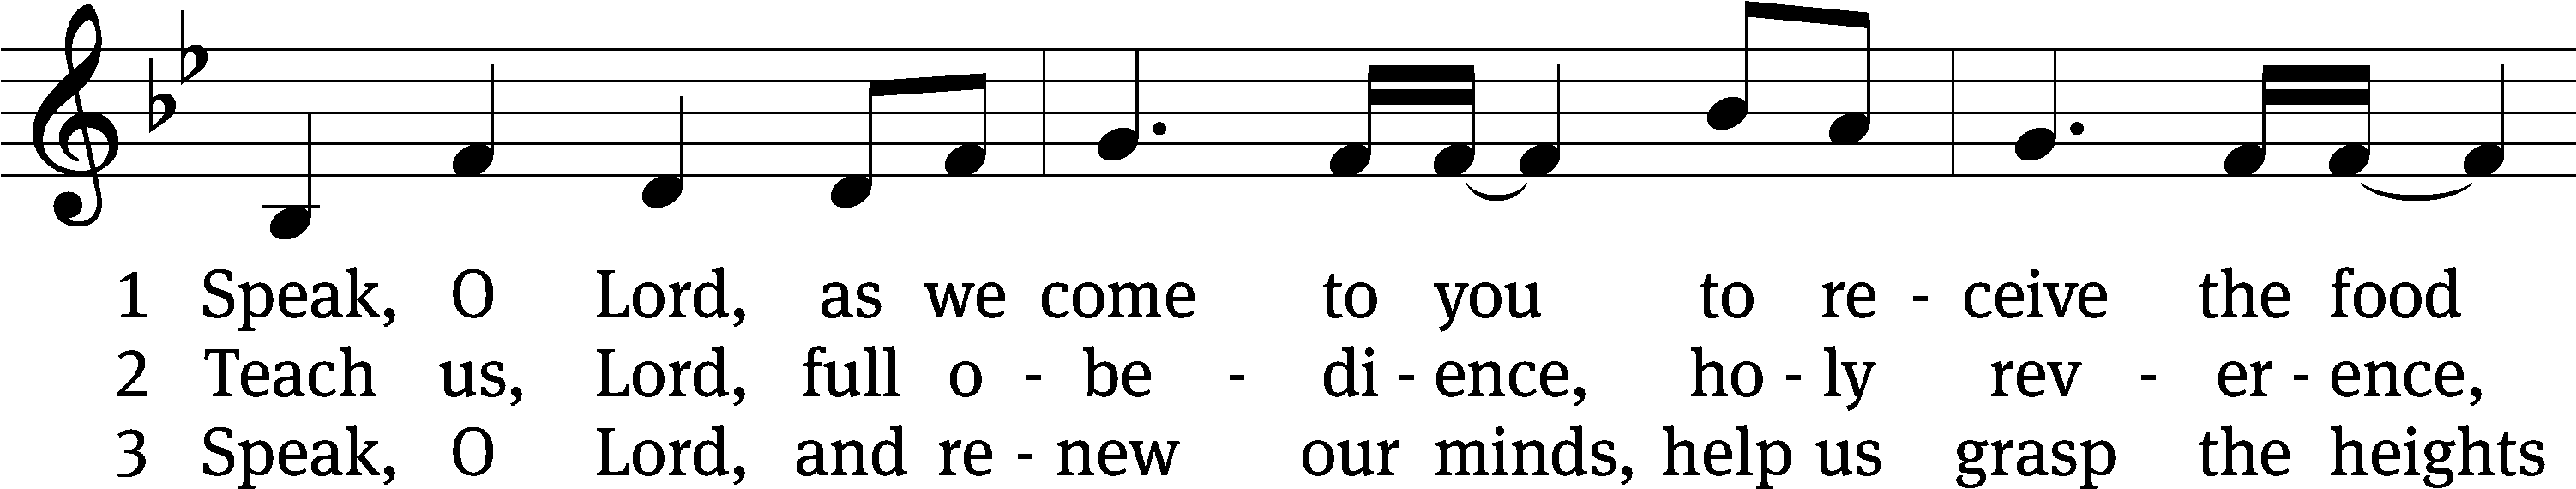 1 Speak, O Lord, as we come to you to re - ceive the food
2 Teach us, Lord, full o - be - di - ence, ho - ly rev - er - ence,
3 Speak, O Lord, and re - new our minds, help us grasp the heights